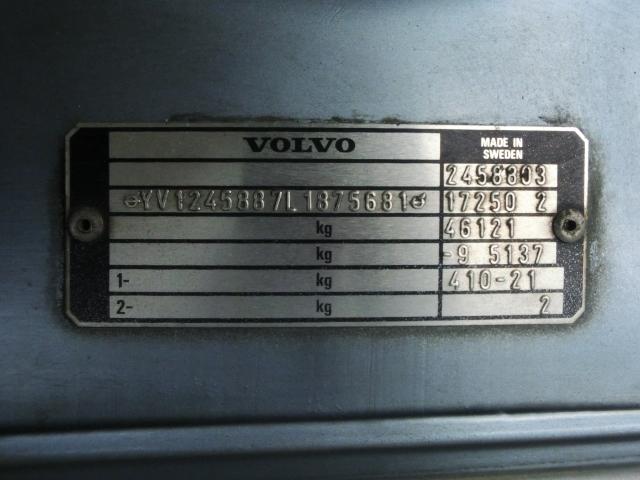 VOLVO MADE IN SWEDEN
2458803
YV1245887L1875681 17250 2
kg 46121
kg -9 5137
1- kg 410-21
2- kg 2